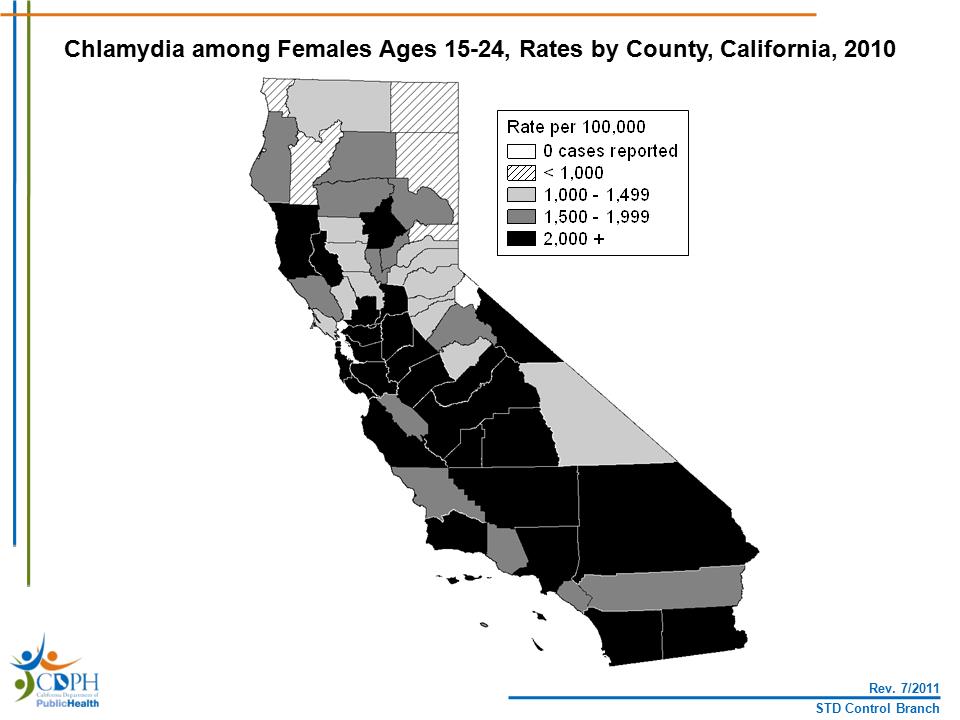 Chlamydia among Females Ages 15-24, Rates by County, California, 2010
Rate per 100,000
0 cases reported
< 1,000
1,000 - 1,499
1,500 - 1,999
2,000 +
CDPH
California Department of
PublicHealth
Rev. 7/2011
STD Control Branch